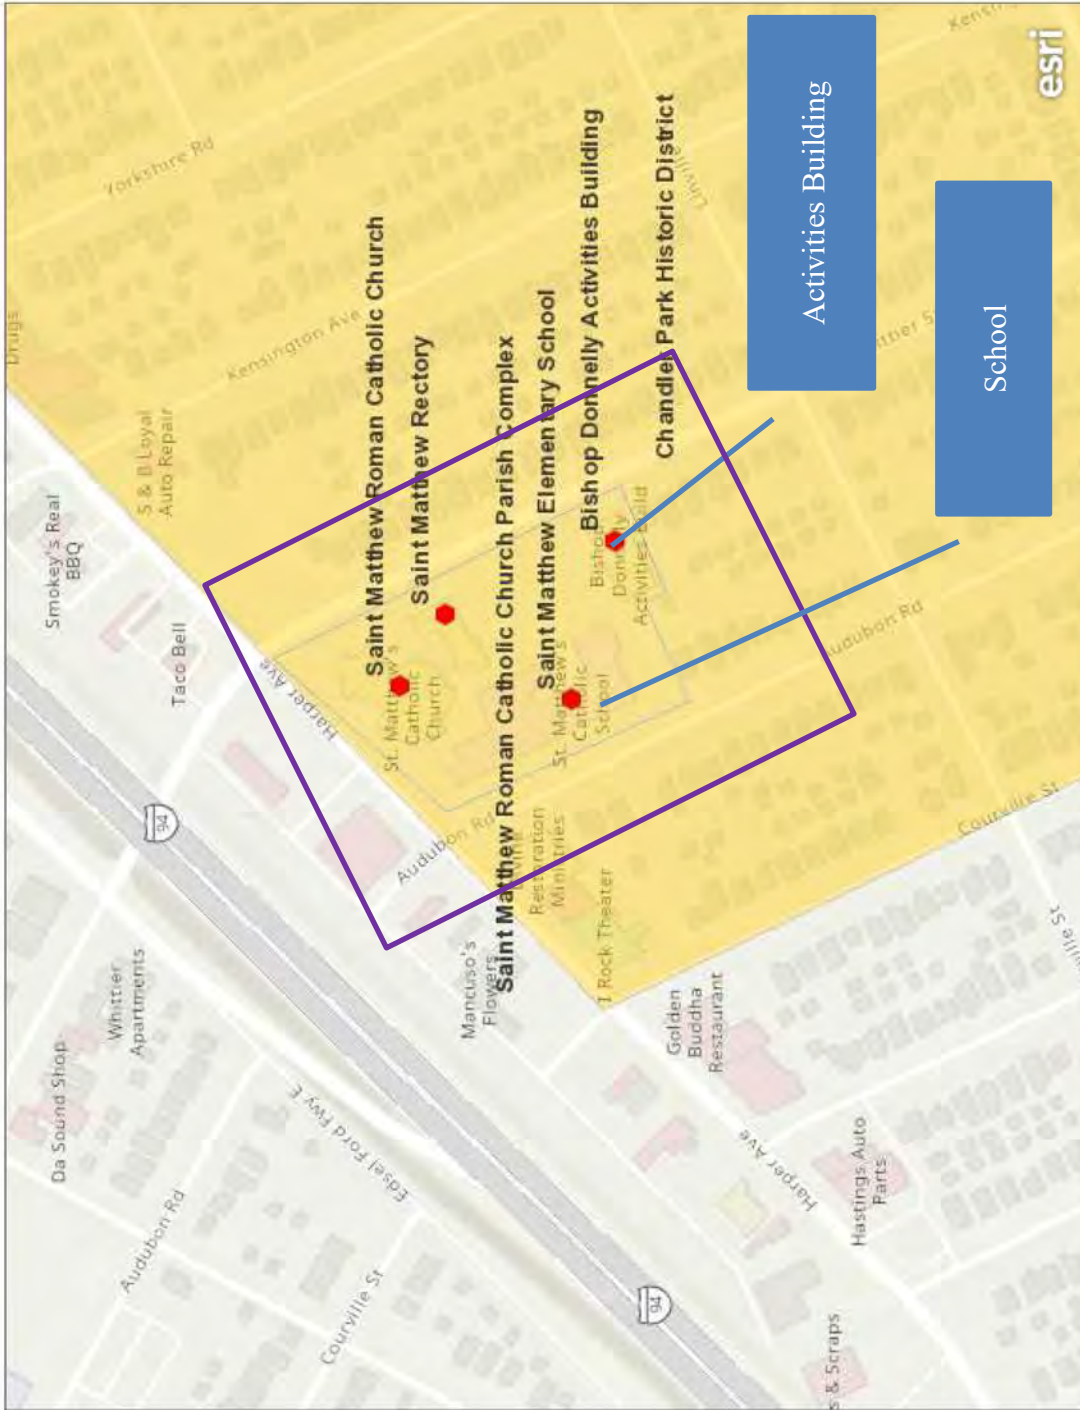 Drugs
Smokey's Real
BBQ
Da Sound Shop
Whittier
Apartments
S & B Loyal
Auto Repair
Yorkshire Rd
Audubon Rd
94
Taco Bell
Kensington Ave
Harper Ave
Edsel Ford Fwy E
Courville St
Saint Matthew Roman Catholic Church
St. Matthew's
Catholic
Church
Saint Matthew Rectory
Audubon Rd
Mancuso's
Flowers
Saint Matthew Roman Catholic Church Parish Complex
Restoration
Ministries
Saint Matthew Elementary School
St. Matthew's
Catholic
School
Bishop Donnelly Activities Building
Bishop
Donnelly
Activities Build
I Rock Theater
Chandler Park Historic District
Golden
Buddha
Restaurant
94
Linvill
Harper Ave
Activities Building
& Scraps
Hastings Auto
Parts
Audubon Rd
Courville St
School
esri